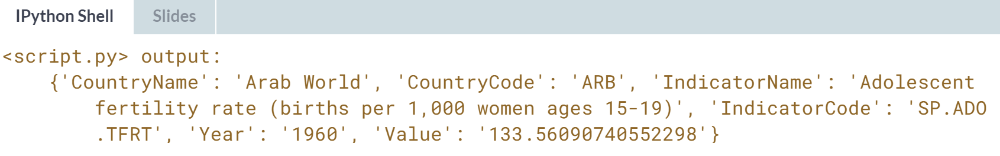 IPython Shell Slides
<script.py> output:
{'CountryName': 'Arab World', 'CountryCode': 'ARB', 'IndicatorName': 'Adolescent
fertility rate (births per 1,000 women ages 15-19)', 'IndicatorCode': 'SP.ADO
.TFRT', 'Year': '1960', 'Value': '133.56090740552298'}